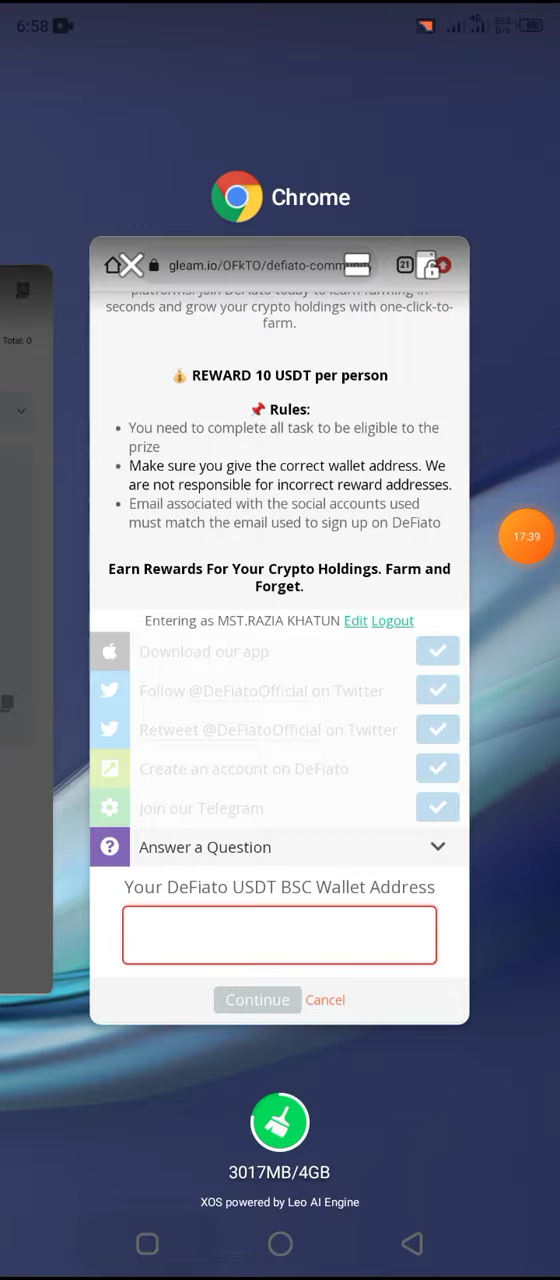 6:58
4G
55
Chrome
gleam.io/OFkTO/defiato-comm
21
Total: 0
platforms. Join DeFiato today to learn farming in
seconds and grow your crypto holdings with one-click-to-
farm.
💰 REWARD 10 USDT per person
📌 Rules:
• You need to complete all task to be eligible to the
prize
• Make sure you give the correct wallet address. We
are not responsible for incorrect reward addresses.
• Email associated with the social accounts used
must match the email used to sign up on DeFiato
17:39
Earn Rewards For Your Crypto Holdings. Farm and
Forget.
Entering as MST.RAZIA KHATUN Edit Logout
Download our app
Follow @DeFiatoOfficial on Twitter
Retweet @DeFiatoOfficial on Twitter
Create an account on DeFiato
Join our Telegram
Answer a Question
Your DeFiato USDT BSC Wallet Address
Continue Cancel
3017MB/4GB
XOS powered by Leo AI Engine